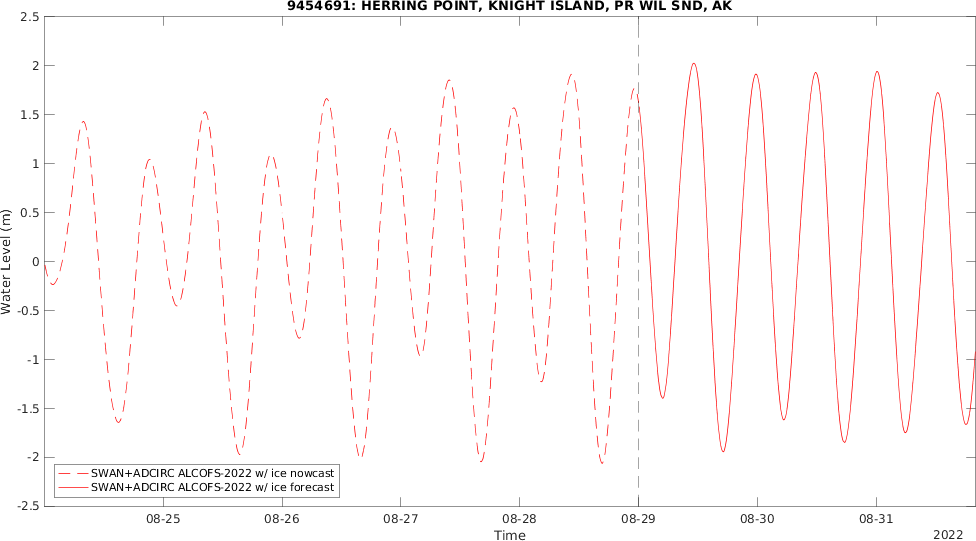 9454691: HERRING POINT, KNIGHT ISLAND, PR WIL SND, AK
2.5
2
1.5
1
0.5
0
-0.5
-1
-1.5
-2
-2.5
Water Level (m)
SWAN+ADCIRC ALCOFS-2022 w/ ice nowcast
SWAN+ADCIRC ALCOFS-2022 w/ ice forecast
08-25 08-26 08-27 08-28 08-29 08-30 08-31
Time
2022